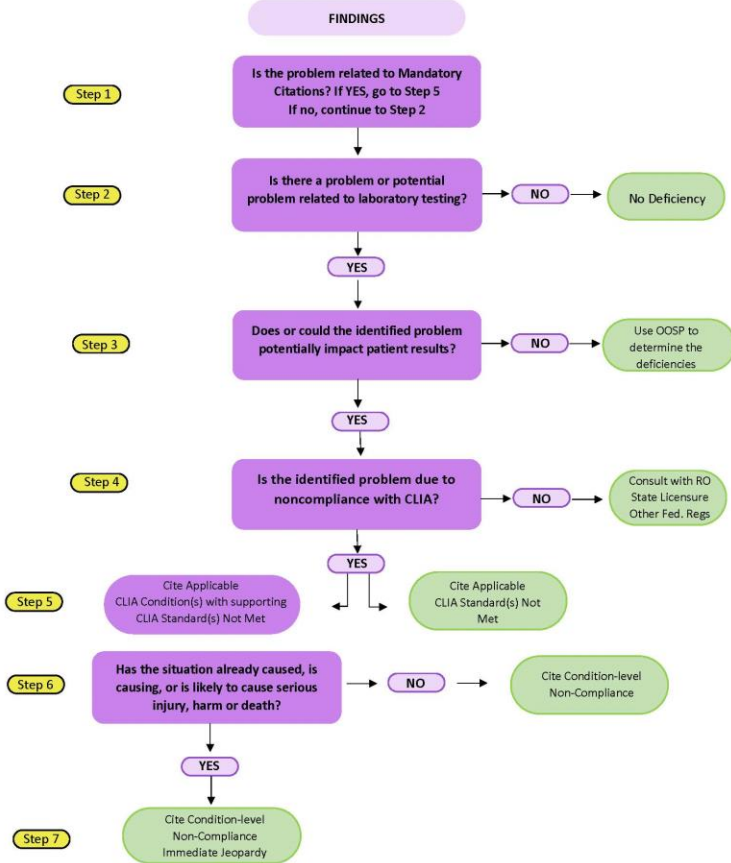 FINDINGS
Step 1
Is the problem related to Mandatory
Citations? If YES, go to Step 5
If no, continue to Step 2
Step 2
Is there a problem or potential
problem related to laboratory testing?
NO
No Deficiency
YES
Step 3
Does or could the identified problem
potentially impact patient results?
NO
Use OOSP to
determine the
deficiencies
YES
Step 4
Is the identified problem due to
noncompliance with CLIA?
NO
Consult with RO
State Licensure
Other Fed. Regs
YES
Step 5
Cite Applicable
CLIA Condition(s) with supporting
CLIA Standard(s) Not Met
Cite Applicable
CLIA Standard(s) Not
Met
Step 6
Has the situation already caused, is
causing, or is likely to cause serious
injury, harm or death?
NO
Cite Condition-level
Non-Compliance
YES
Step 7
Cite Condition-level
Non-Compliance
Immediate Jeopardy